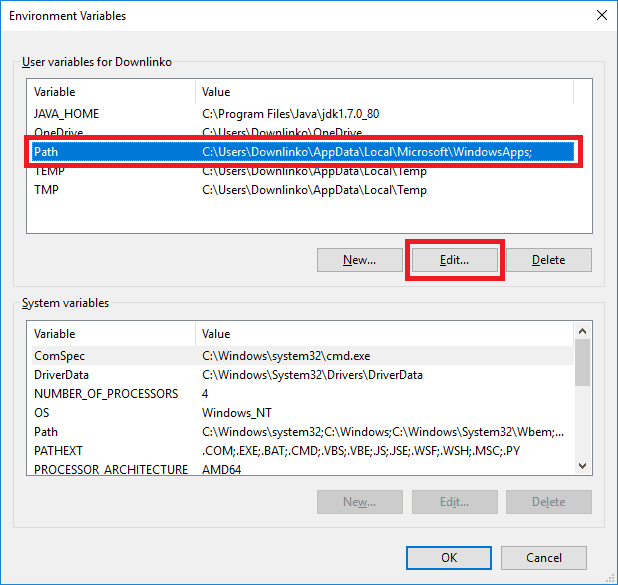 Environment Variables
User variables for Downlinko
Variable Value
JAVA_HOME C:\Program Files\Java\jdk1.7.0_80
OneDrive C:\Users\Downlinko\OneDrive
Path C:\Users\Downlinko\AppData\Local\Microsoft\WindowsApps;
TEMP C:\Users\Downlinko\AppData\Local\Temp
TMP C:\Users\Downlinko\AppData\Local\Temp
New... Edit... Delete
System variables
Variable Value
ComSpec C:\Windows\system32\cmd.exe
DriverData C:\Windows\System32\Drivers\DriverData
NUMBER_OF_PROCESSORS 4
OS Windows_NT
Path C:\Windows\system32;C:\Windows;C:\Windows\System32\Wbem;...
PATHEXT .COM;.EXE;.BAT;.CMD;.VBS;.VBE;.JS;.JSE;.WSF;.WSH;.MSC;.PY
PROCESSOR_ARCHITECTURE AMD64
New... Edit... Delete
OK Cancel